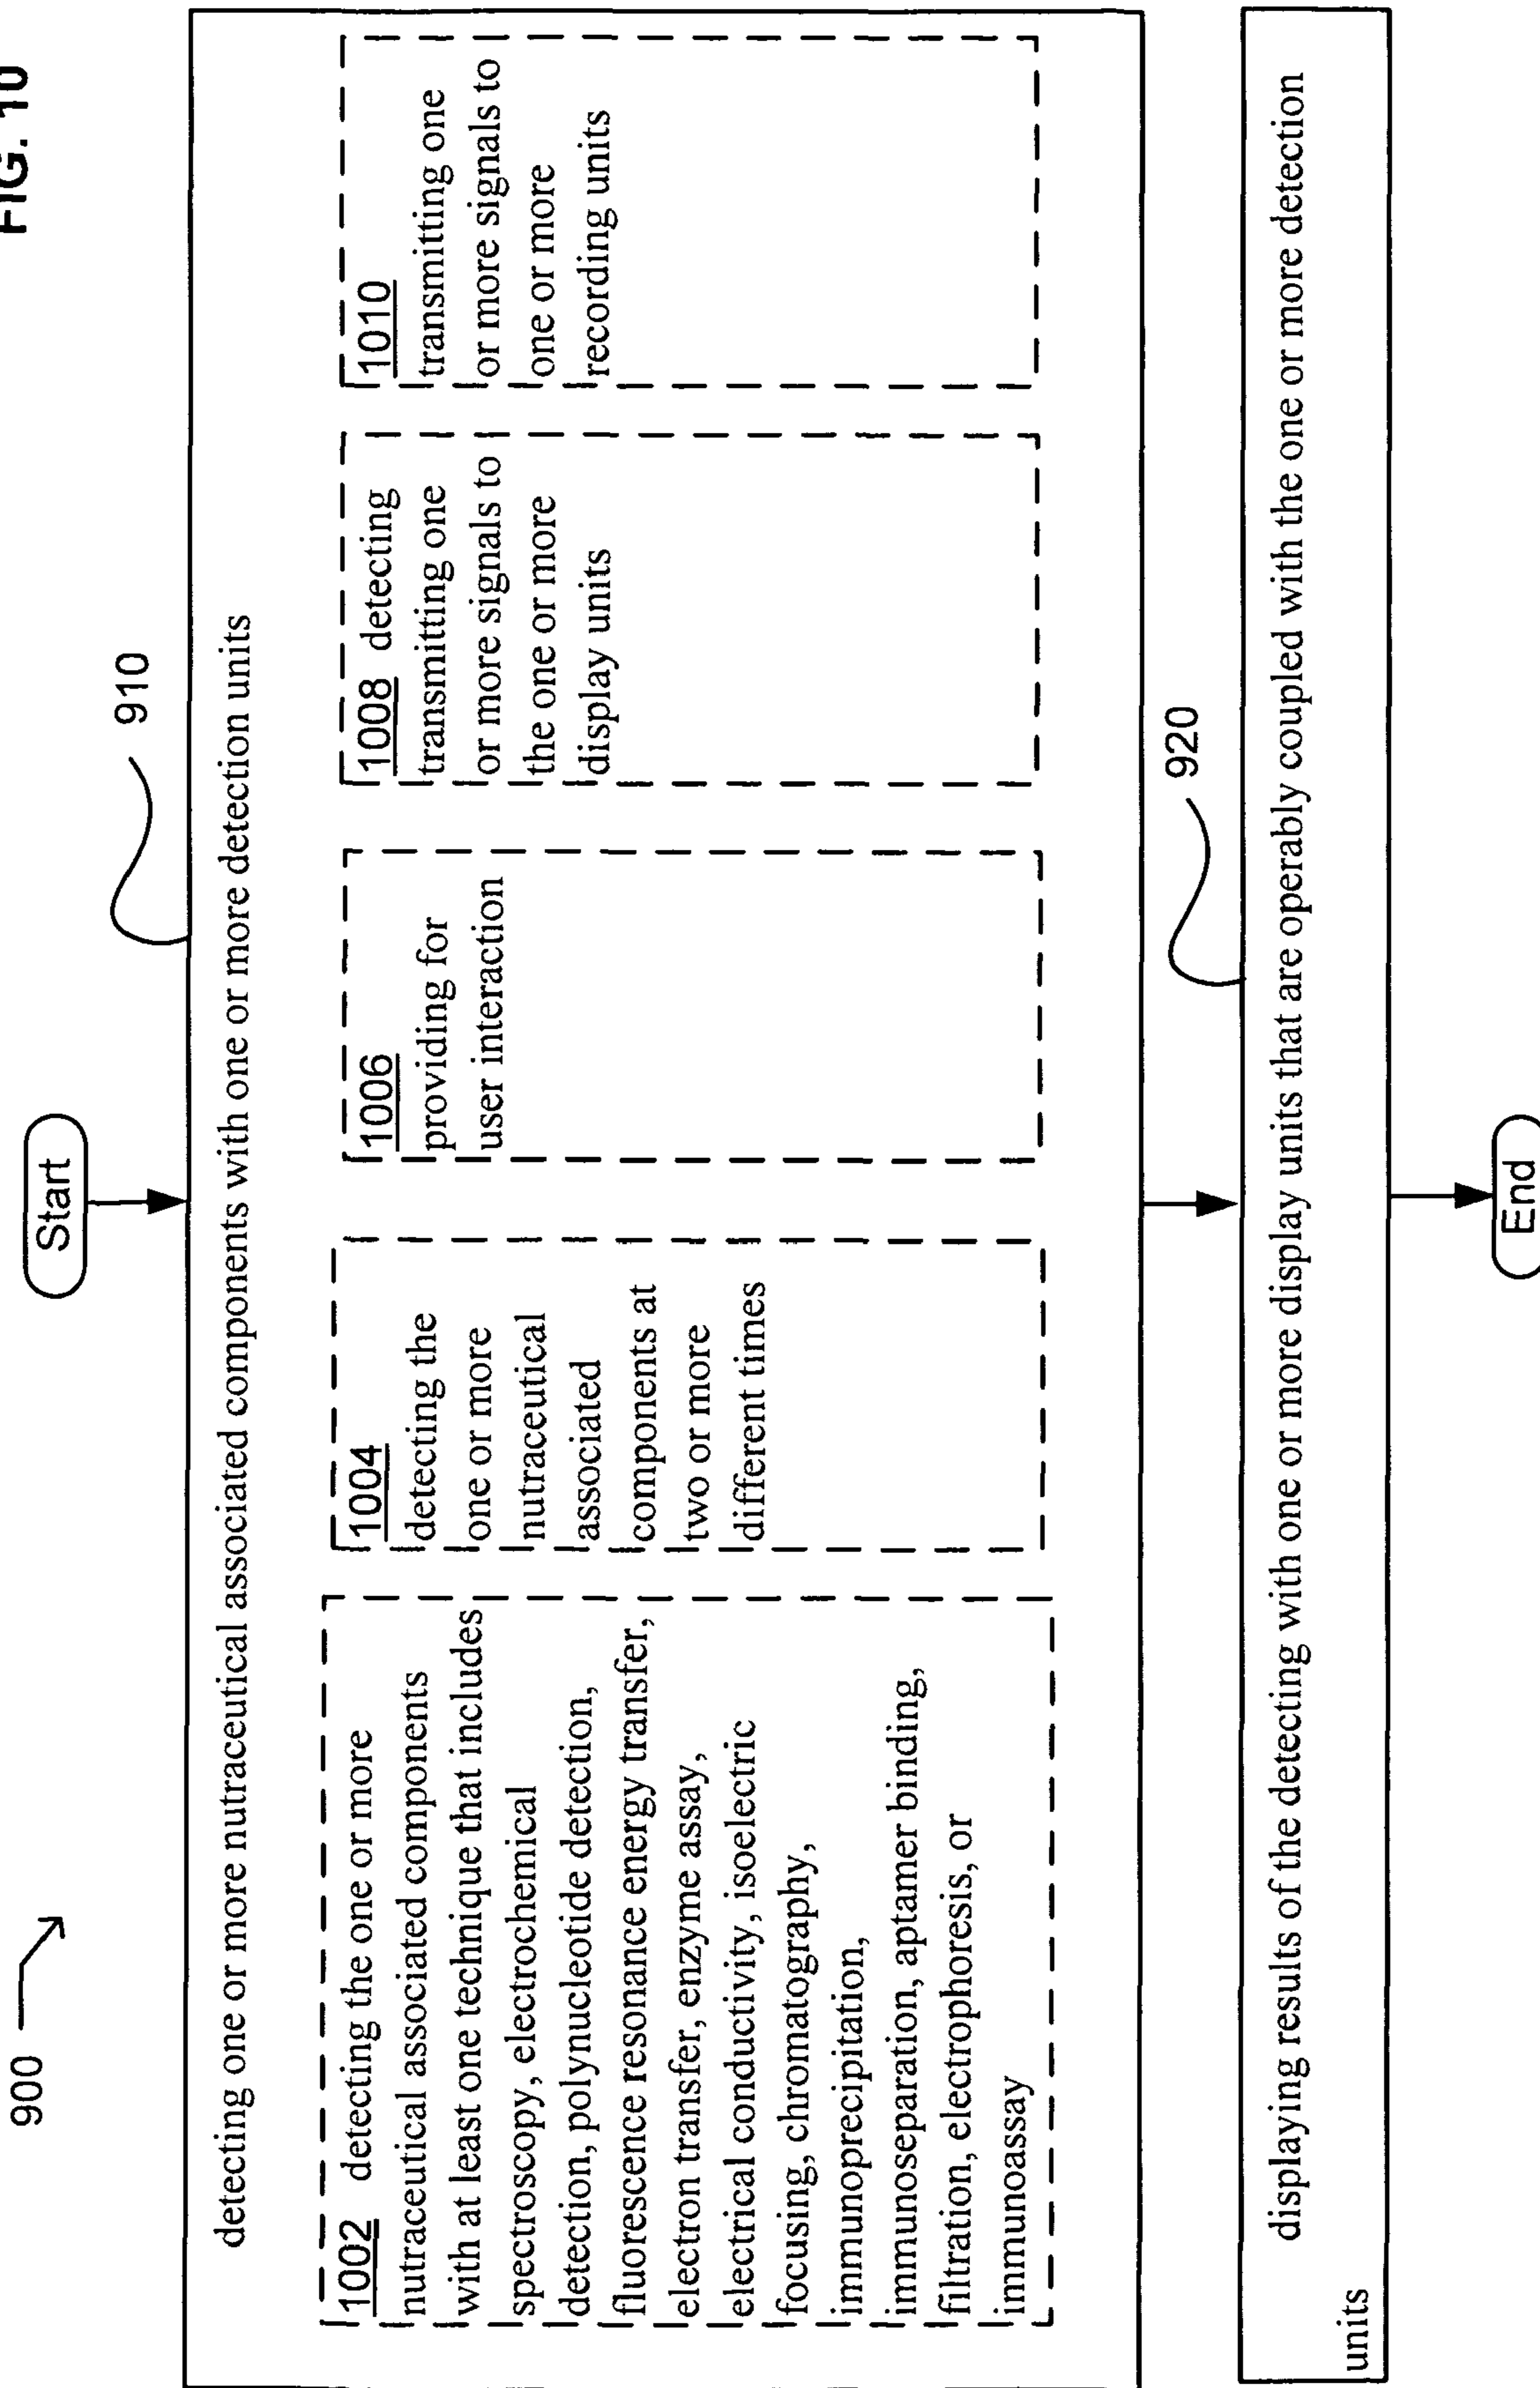 FIG. 10
900
Start
910
detecting one or more nutraceutical associated components with one or more detection units
1002 detecting the one or more
nutraceutical associated components
with at least one technique that includes
spectroscopy, electrochemical
detection, polynucleotide detection,
fluorescence resonance energy transfer,
electron transfer, enzyme assay,
electrical conductivity, isoelectric
focusing, chromatography,
immunoprecipitation,
immunoseparation, aptamer binding,
filtration, electrophoresis, or
immunoassay
1004
detecting the
one or more
nutraceutical
associated
components at
two or more
different times
1006
providing for
user interaction
1008 detecting
transmitting one
or more signals to
the one or more
display units
1010
transmitting one
or more signals to
one or more
recording units
920
displaying results of the detecting with one or more display units that are operably coupled with the one or more detection
units
End